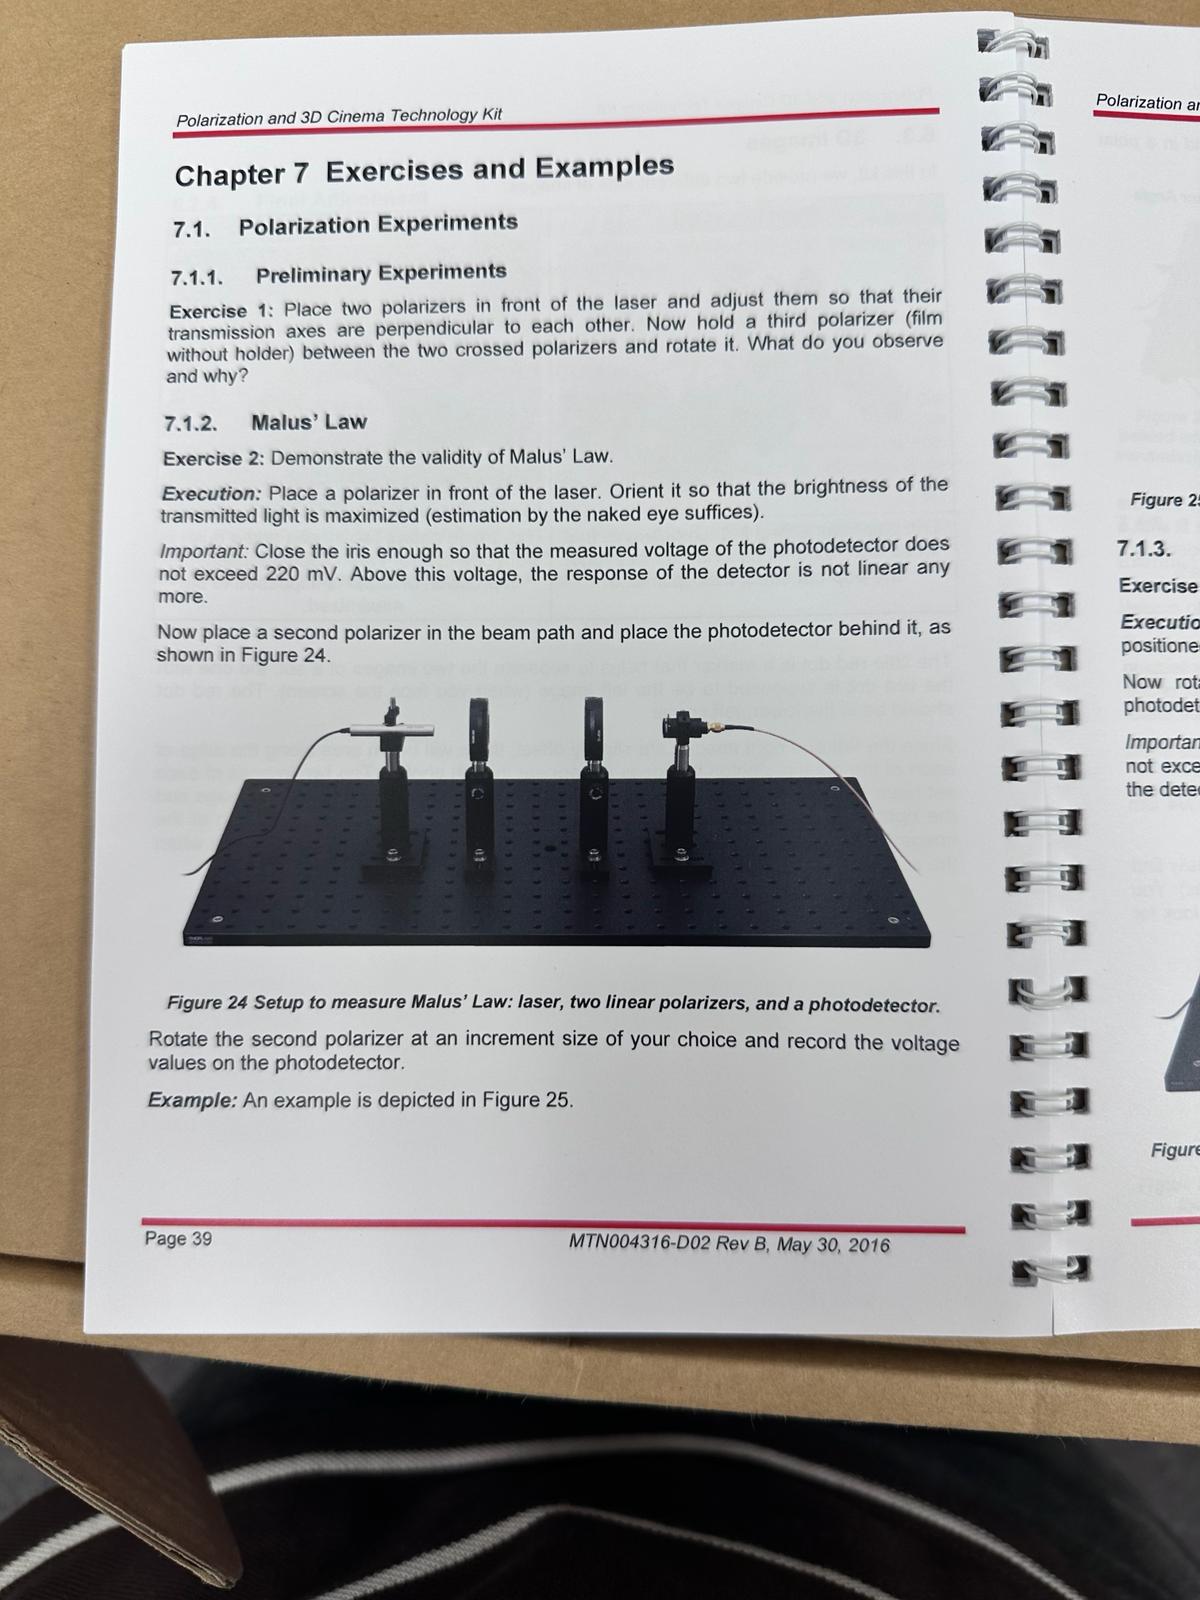 Polarization and 3D Cinema Technology Kit
Chapter 7 Exercises and Examples
7.1. Polarization Experiments
7.1.1. Preliminary Experiments
Exercise 1: Place two polarizers in front of the laser and adjust them so that their
transmission axes are perpendicular to each other. Now hold a third polarizer (film
without holder) between the two crossed polarizers and rotate it. What do you observe
and why?
7.1.2. Malus' Law
Exercise 2: Demonstrate the validity of Malus' Law.
Execution: Place a polarizer in front of the laser. Orient it so that the brightness of the
transmitted light is maximized (estimation by the naked eye suffices).
Important: Close the iris enough so that the measured voltage of the photodetector does
not exceed 220 mV. Above this voltage, the response of the detector is not linear any
more.
Now place a second polarizer in the beam path and place the photodetector behind it, as
shown in Figure 24.
Figure 24 Setup to measure Malus' Law: laser, two linear polarizers, and a photodetector.
Rotate the second polarizer at an increment size of your choice and record the voltage
values on the photodetector.
Example: An example is depicted in Figure 25.
Page 39 MTN004316-D02 Rev B, May 30, 2016
Polarization
Figure
7.1.3.
Exercise
Now
not
the
Figure